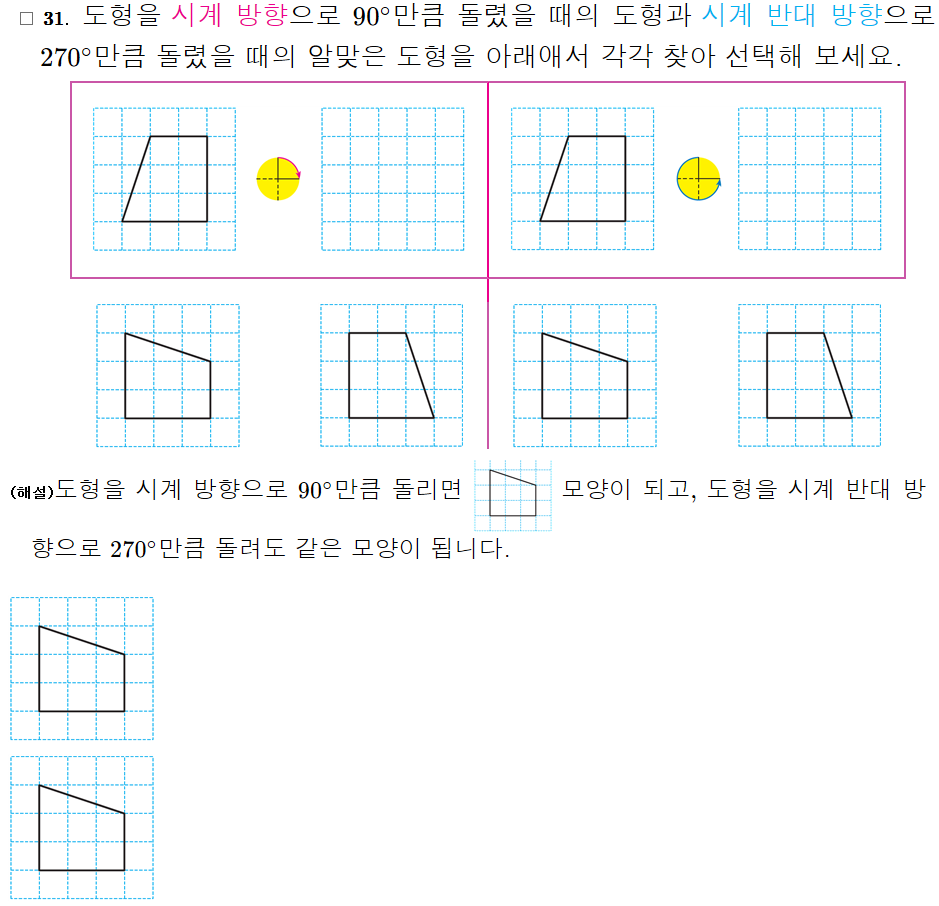 □ 31. 도형을 시계 방향으로 90°만큼 돌렸을 때의 도형과 시계 반대 방향으로
270°만큼 돌렸을 때의 알맞은 도형을 아래애서 각각 찾아 선택해 보세요.
(해설)도형을 시계 방향으로 90°만큼 돌리면 모양이 되고, 도형을 시계 반대 방
향으로 270°만큼 돌려도 같은 모양이 됩니다.